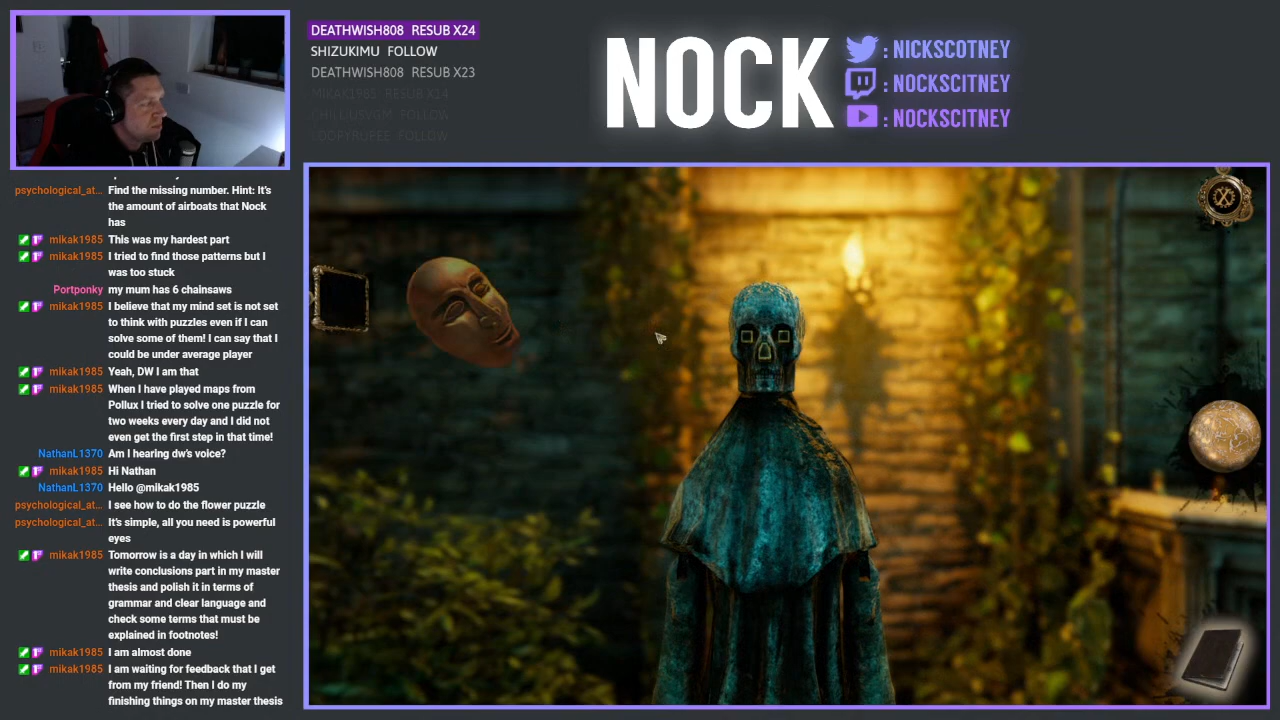 DEATHWISH808 RESUB X24
SHIZUKIMU FOLLOW
DEATHWISH808 RESUB X23
MIKAK1985 RESUB X14
NOCK
: NICKSCOTNEY
: NOCKSCITNEY
: NOCKSCITNEY
psychological_at... Find the missing number. Hint: It's
the amount of airboats that Nock
has
mikak1985 This was my hardest part
mikak1985 I tried to find those patterns but I
was too stuck
Portponky my mum has 6 chainsaws
mikak1985 I believe that my mind set is not set
to think with puzzles even if I can
solve some of them! I can say that I
could be under average player
mikak1985 Yeah, DW I am that
mikak1985 When I have played maps from
Pollux I tried to solve one puzzle for
two weeks every day and I did not
even get the first step in that time!
NathanL1370 Am I hearing dw's voice?
mikak1985 Hi Nathan
NathanL1370 Hello @mikak1985
psychological_at... I see how to do the flower puzzle
psychological_at... It's simple, all you need is powerful
eyes
mikak1985 Tomorrow is a day in which I will
write conclusions part in my master
thesis and polish it in terms of
grammar and clear language and
check some terms that must be
explained in footnotes!
mikak1985 I am almost done
mikak1985 I am waiting for feedback that I get
from my friend! Then I do my
finishing things on my master thesis